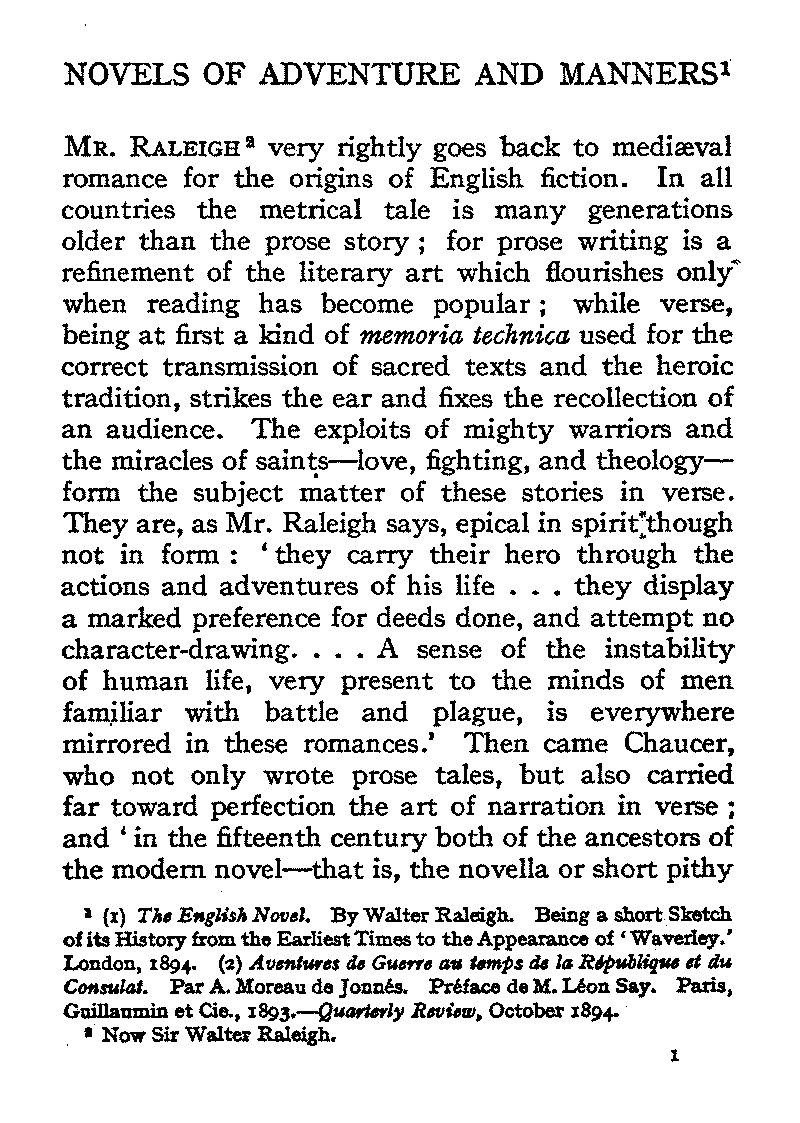 NOVELS OF ADVENTURE AND MANNERS¹
MR. RALEIGH² very rightly goes back to mediæval
romance for the origins of English fiction. In all
countries the metrical tale is many generations
older than the prose story ; for prose writing is a
refinement of the literary art which flourishes only
when reading has become popular ; while verse,
being at first a kind of memoria technica used for the
correct transmission of sacred texts and the heroic
tradition, strikes the ear and fixes the recollection of
an audience. The exploits of mighty warriors and
the miracles of saints—love, fighting, and theology—
form the subject matter of these stories in verse.
They are, as Mr. Raleigh says, epical in spirit though
not in form : ‘ they carry their hero through the
actions and adventures of his life . . . they display
a marked preference for deeds done, and attempt no
character-drawing. . . . A sense of the instability
of human life, very present to the minds of men
familiar with battle and plague, is everywhere
mirrored in these romances.’ Then came Chaucer,
who not only wrote prose tales, but also carried
far toward perfection the art of narration in verse ;
and ‘ in the fifteenth century both of the ancestors of
the modern novel—that is, the novella or short pithy
¹ (1) The English Novel. By Walter Raleigh. Being a short Sketch
of its History from the Earliest Times to the Appearance of ‘ Waverley.’
London, 1894. (2) Aventures de Guerre au temps de la République et du
Consulat. Par A. Moreau de Jonnés. Préface de M. Léon Say. Paris,
Guillaumin et Cie., 1893.—Quarterly Review, October 1894.
² Now Sir Walter Raleigh.
1